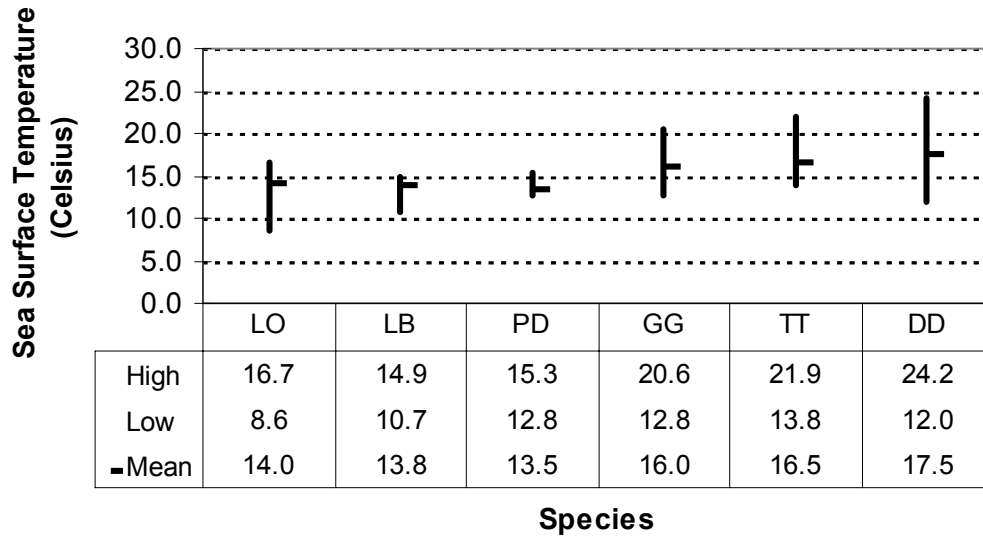 Sea Surface Temperature
(Celsius)
30.0
25.0
20.0
15.0
10.0
5.0
0.0
LO LB PD GG TT DD
High 16.7 14.9 15.3 20.6 21.9 24.2
Low 8.6 10.7 12.8 12.8 13.8 12.0
Mean 14.0 13.8 13.5 16.0 16.5 17.5
Species